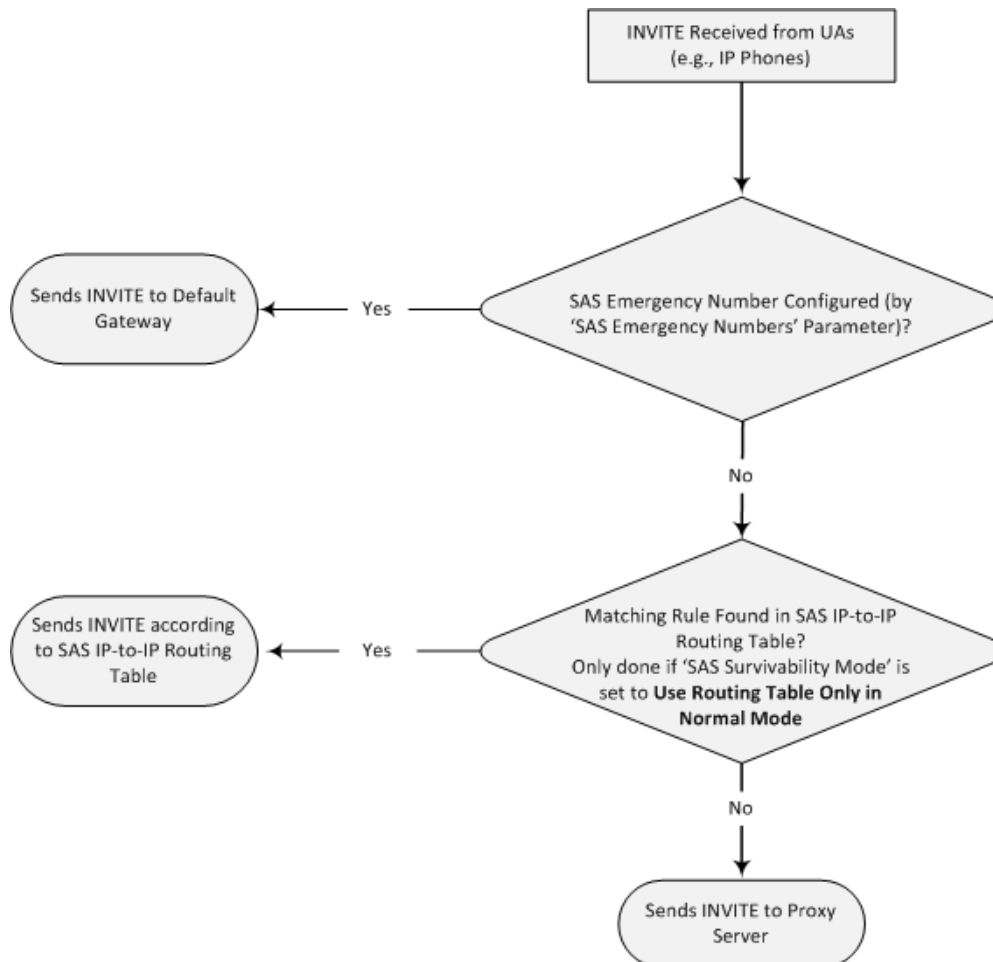 INVITE Received from UAs
(e.g., IP Phones)
SAS Emergency Number Configured (by
‘SAS Emergency Numbers’ Parameter)?
Yes
Sends INVITE to Default
Gateway
No
Matching Rule Found in SAS IP-to-IP
Routing Table?
Only done if ‘SAS Survivability Mode’ is
set to Use Routing Table Only in
Normal Mode
Yes
Sends INVITE according
to SAS IP-to-IP Routing
Table
No
Sends INVITE to Proxy
Server